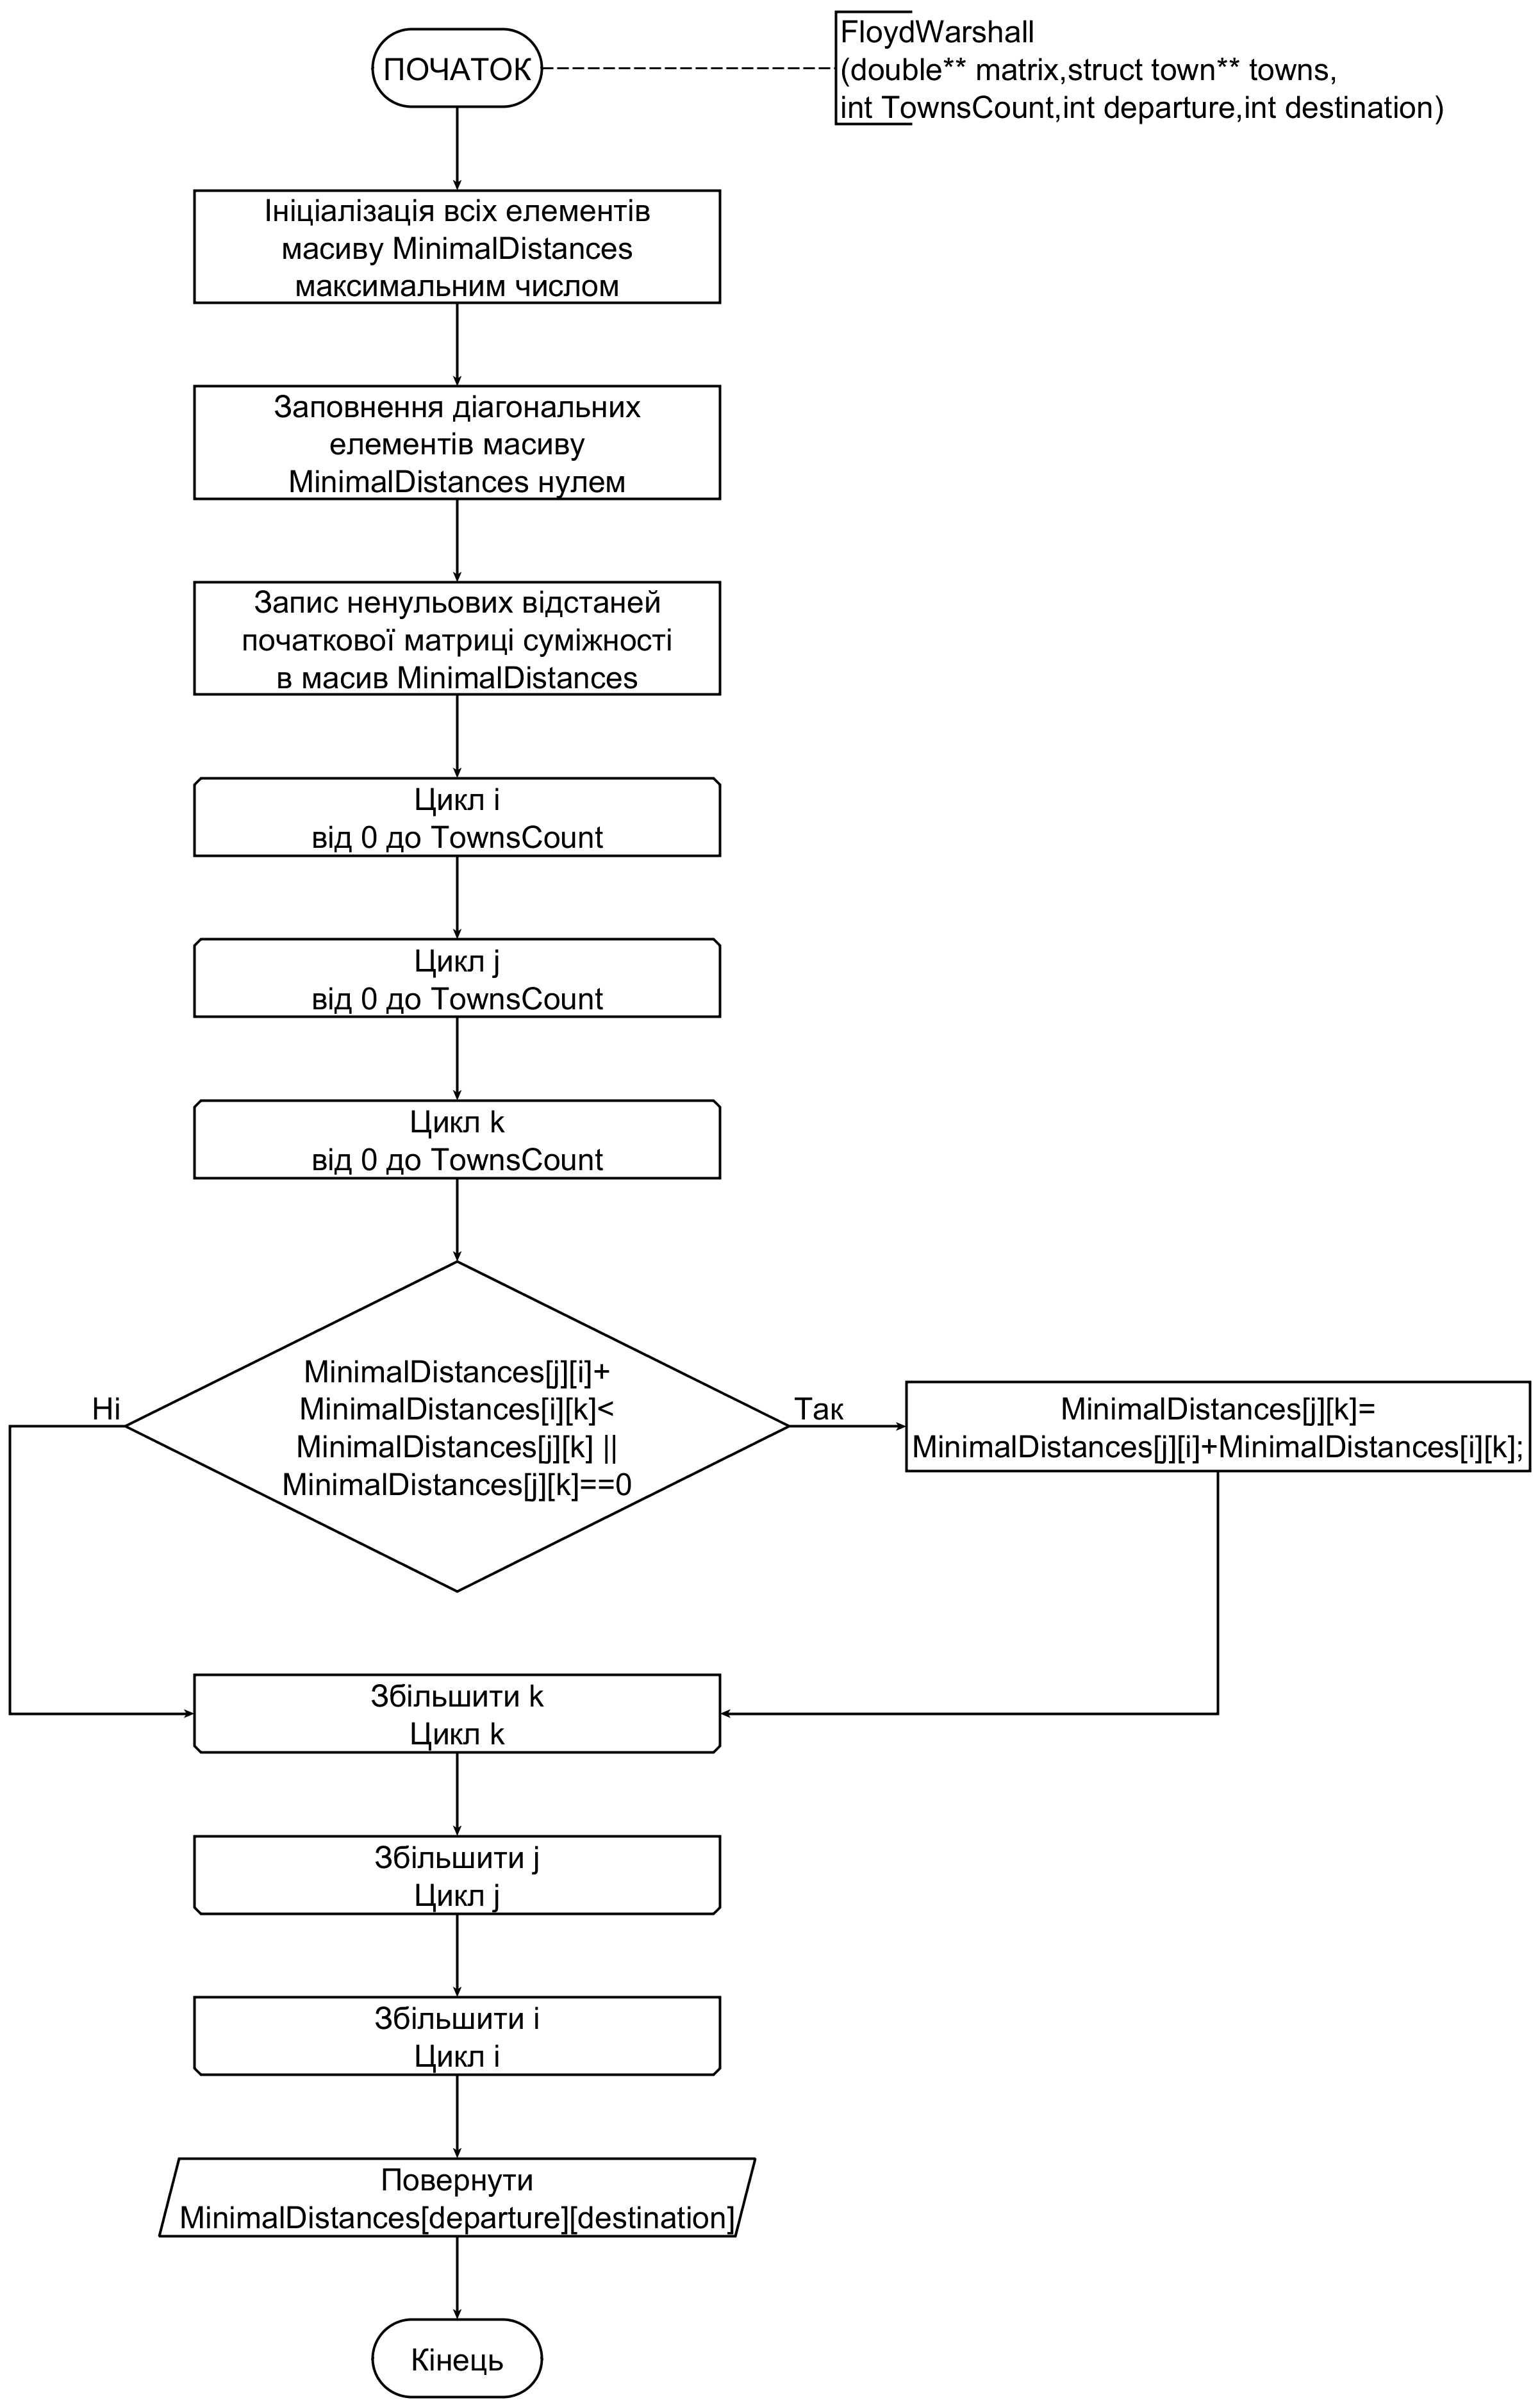 ПОЧАТОК
FloydWarshall
(double** matrix,struct town** towns,
int TownsCount,int departure,int destination)
Ініціалізація всіх елементів
масиву MinimalDistances
максимальним числом
Заповнення діагональних
елементів масиву
MinimalDistances нулем
Запис ненульових відстаней
початкової матриці суміжності
в масив MinimalDistances
Цикл i
від 0 до TownsCount
Цикл j
від 0 до TownsCount
Цикл k
від 0 до TownsCount
MinimalDistances[j][i]+
MinimalDistances[i][k]<
MinimalDistances[j][k] ||
MinimalDistances[j][k]==0
Ні
Так
MinimalDistances[j][k]=
MinimalDistances[j][i]+MinimalDistances[i][k];
Збільшити k
Цикл k
Збільшити j
Цикл j
Збільшити i
Цикл i
Повернути
MinimalDistances[departure][destination]
Кінець